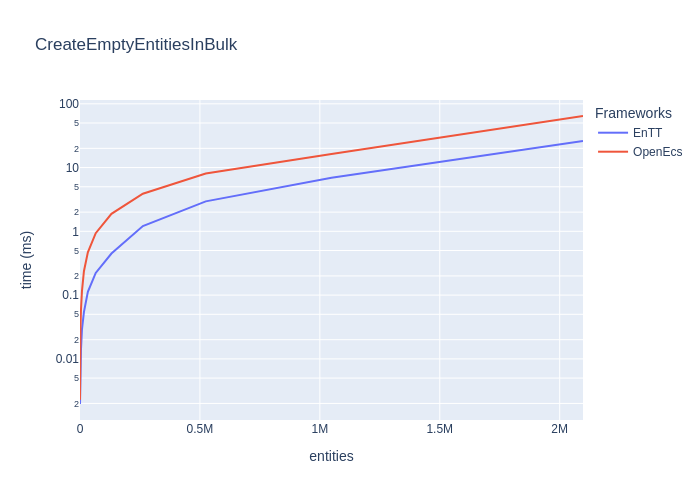 CreateEmptyEntitiesInBulk
Frameworks
EnTT
OpenEcs
time (ms)
100
5
2
10
5
2
1
5
2
0.1
5
2
0.01
5
2
0
0.5M
1M
1.5M
2M
entities